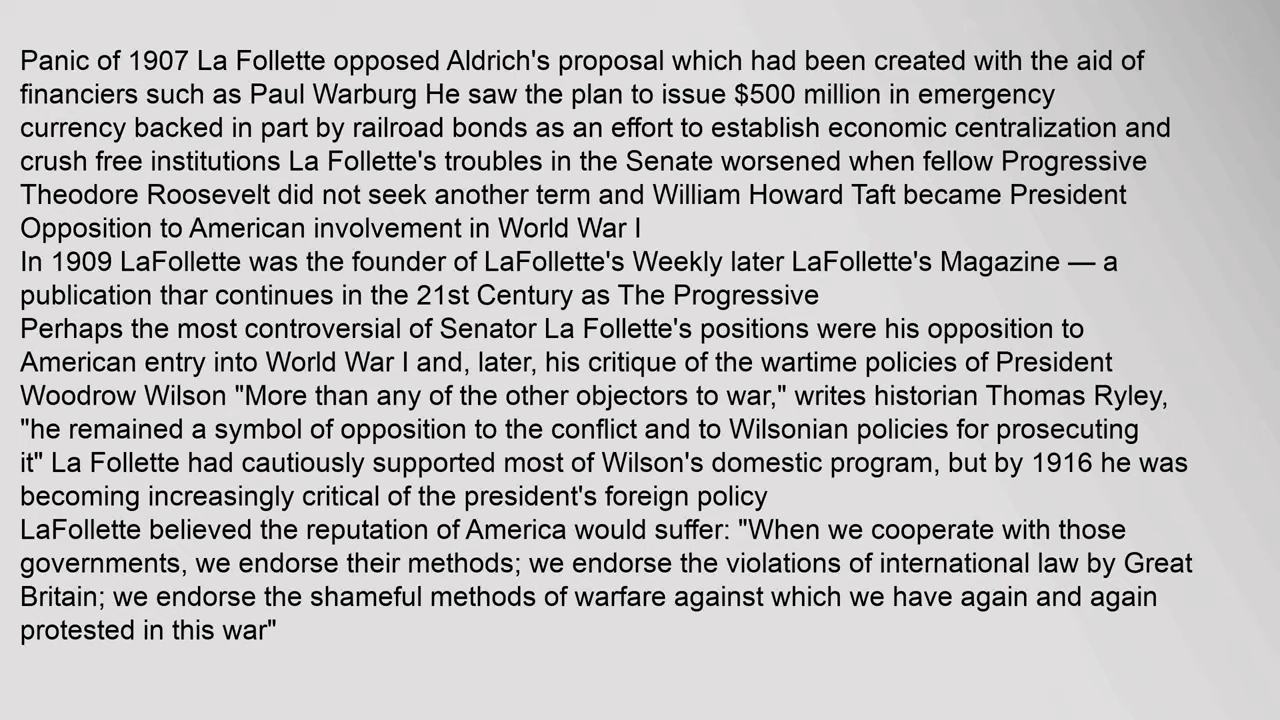 Panic of 1907 La Follette opposed Aldrich's proposal which had been created with the aid of
financiers such as Paul Warburg He saw the plan to issue $500 million in emergency
currency backed in part by railroad bonds as an effort to establish economic centralization and
crush free institutions La Follette's troubles in the Senate worsened when fellow Progressive
Theodore Roosevelt did not seek another term and William Howard Taft became President
Opposition to American involvement in World War I
In 1909 LaFollette was the founder of LaFollette's Weekly later LaFollette's Magazine — a
publication thar continues in the 21st Century as The Progressive
Perhaps the most controversial of Senator La Follette's positions were his opposition to
American entry into World War I and, later, his critique of the wartime policies of President
Woodrow Wilson "More than any of the other objectors to war," writes historian Thomas Ryley,
"he remained a symbol of opposition to the conflict and to Wilsonian policies for prosecuting
it" La Follette had cautiously supported most of Wilson's domestic program, but by 1916 he was
becoming increasingly critical of the president's foreign policy
LaFollette believed the reputation of America would suffer: "When we cooperate with those
governments, we endorse their methods; we endorse the violations of international law by Great
Britain; we endorse the shameful methods of warfare against which we have again and again
protested in this war"